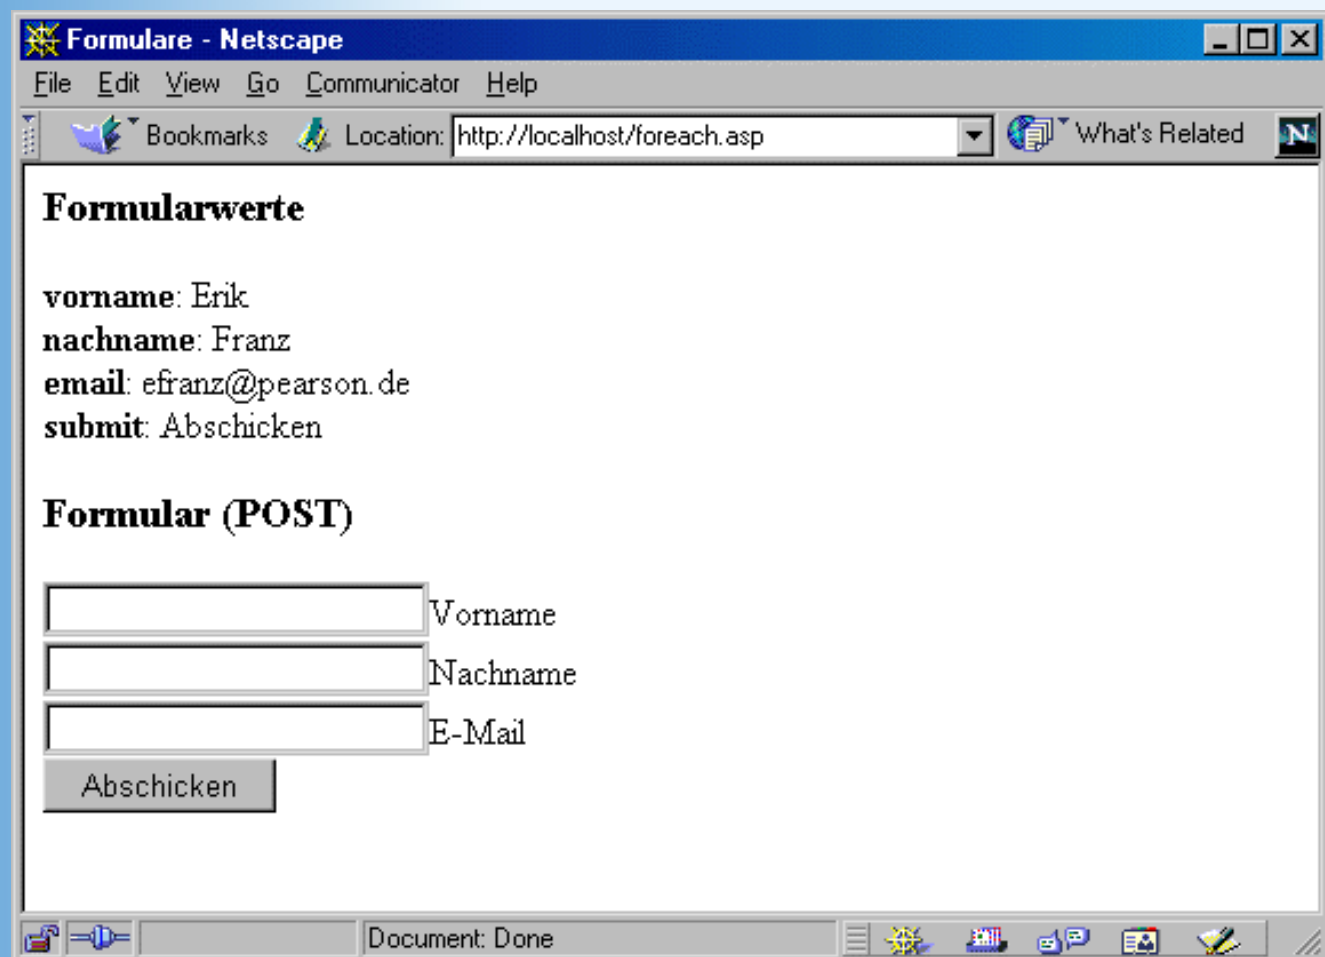 Formulare - Netscape
File Edit View Go Communicator Help
Bookmarks Location: http://localhost/foreach.asp What's Related N
Formularwerte
vorname: Erik
nachname: Franz
email: efranz@pearson.de
submit: Abschicken
Formular (POST)
Vorname
Nachname
E-Mail
Abschicken
Document: Done